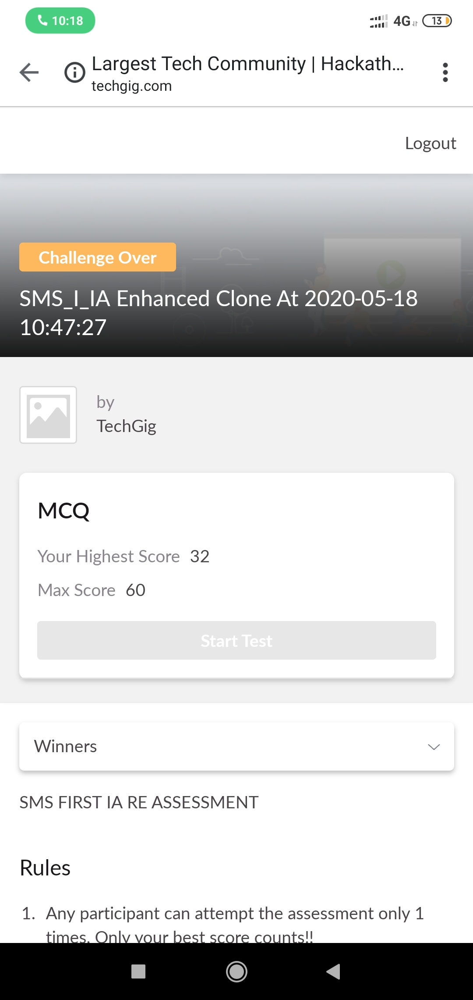 10:18
4G
13
Largest Tech Community | Hackath...
techgig.com
Logout
Challenge Over
SMS_I_IA Enhanced Clone At 2020-05-18
10:47:27
by
TechGig
MCQ
Your Highest Score 32
Max Score 60
Start Test
Winners
SMS FIRST IA RE ASSESSMENT
Rules
1. Any participant can attempt the assessment only 1
times. Only your best score counts!!